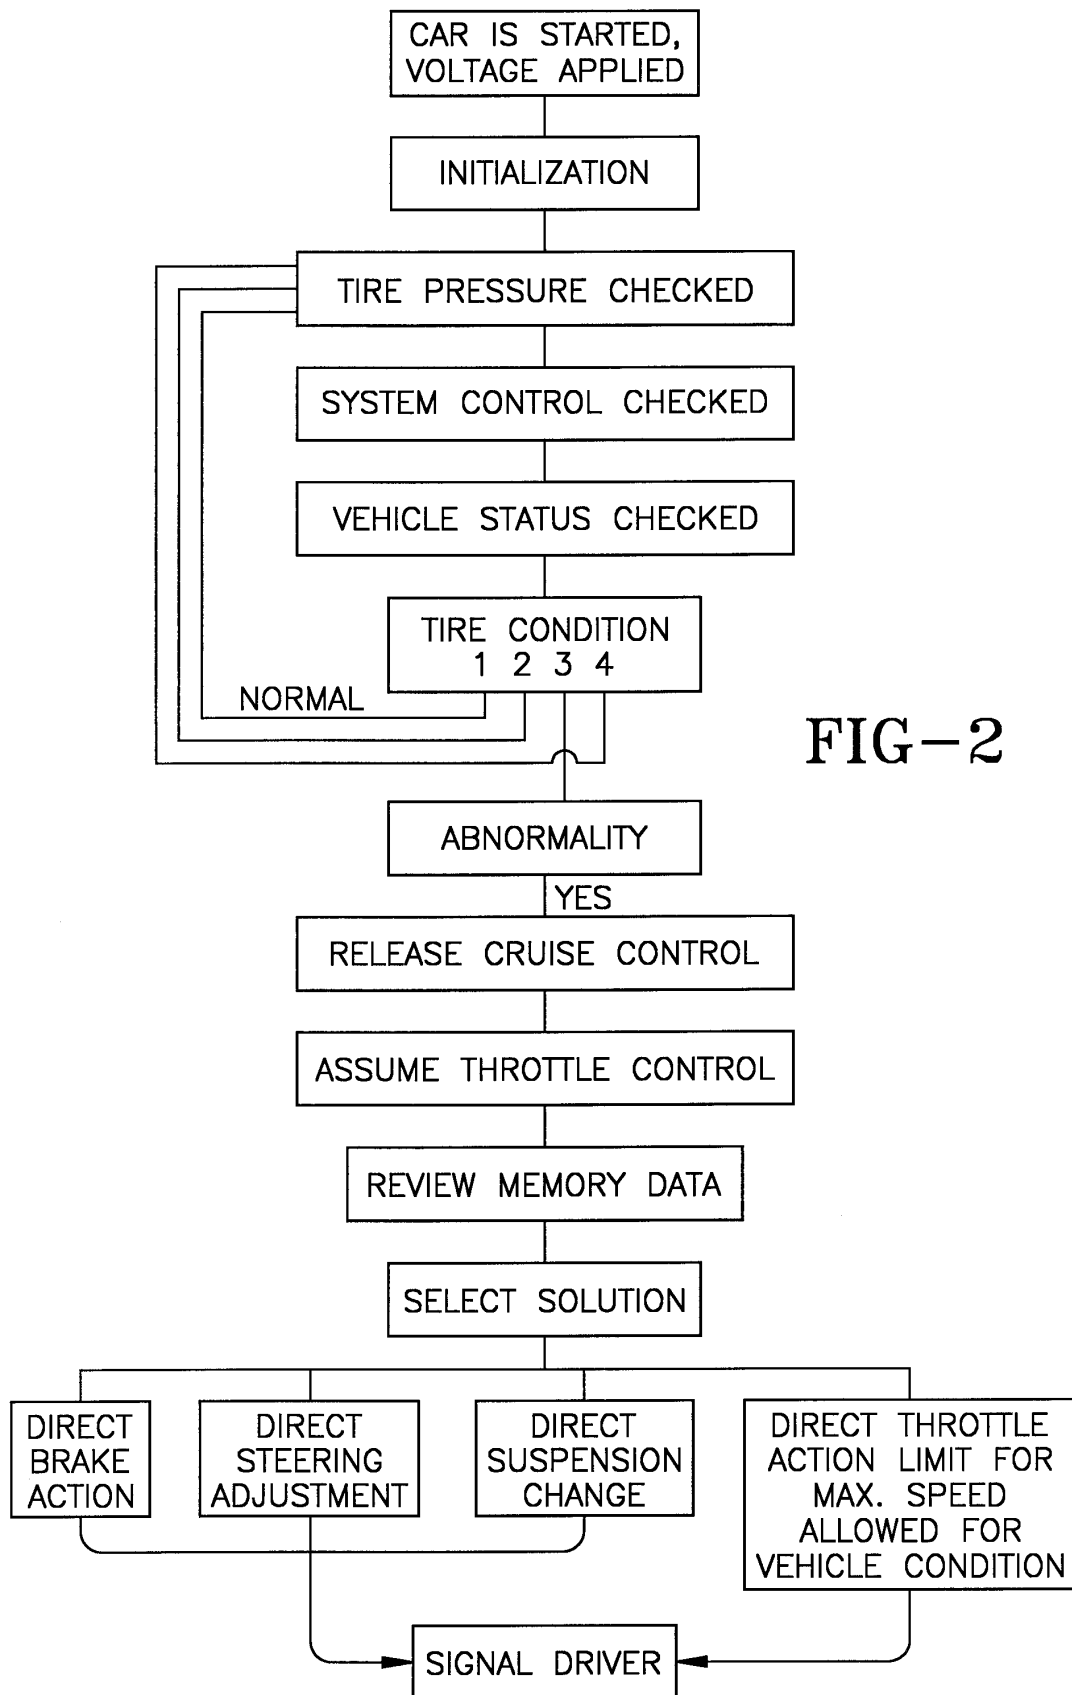 CAR IS STARTED,
VOLTAGE APPLIED
INITIALIZATION
TIRE PRESSURE CHECKED
SYSTEM CONTROL CHECKED
VEHICLE STATUS CHECKED
TIRE CONDITION
1 2 3 4
NORMAL
FIG-2
ABNORMALITY
YES
RELEASE CRUISE CONTROL
ASSUME THROTTLE CONTROL
REVIEW MEMORY DATA
SELECT SOLUTION
DIRECT
BRAKE
ACTION
DIRECT
STEERING
ADJUSTMENT
DIRECT
SUSPENSION
CHANGE
DIRECT THROTTLE
ACTION LIMIT FOR
MAX. SPEED
ALLOWED FOR
VEHICLE CONDITION
SIGNAL DRIVER